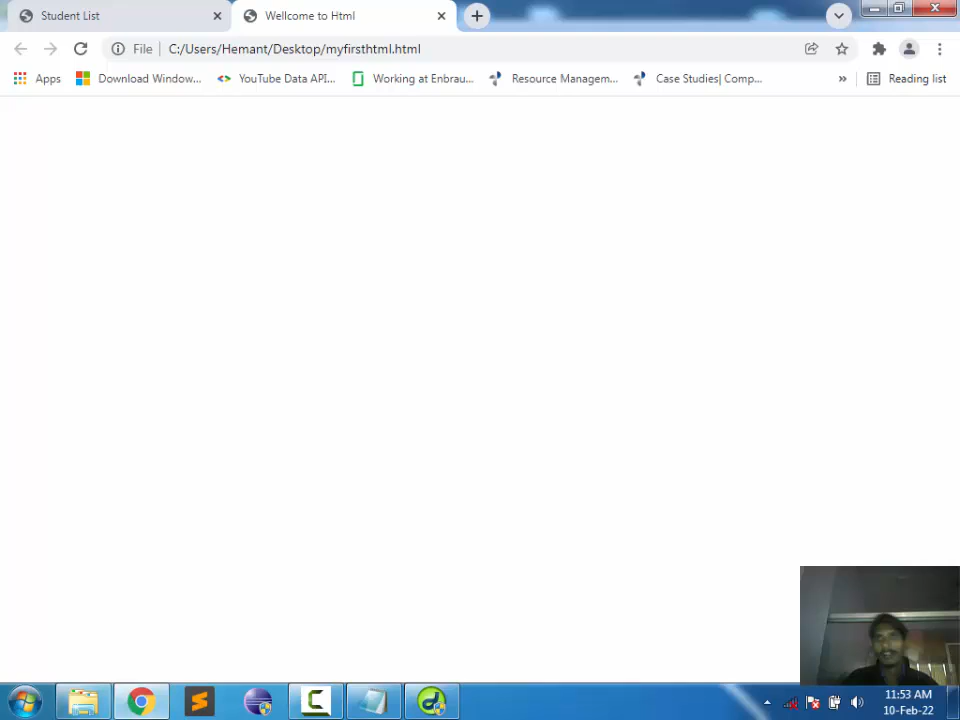 Student List
Wellcome to Html
File
C:/Users/Hemant/Desktop/myfirsthtml.html
Apps
Download Window...
YouTube Data API...
Working at Enbrau...
Resource Managem...
Case Studies| Comp...
»
Reading list
11:53 AM
10-Feb-22